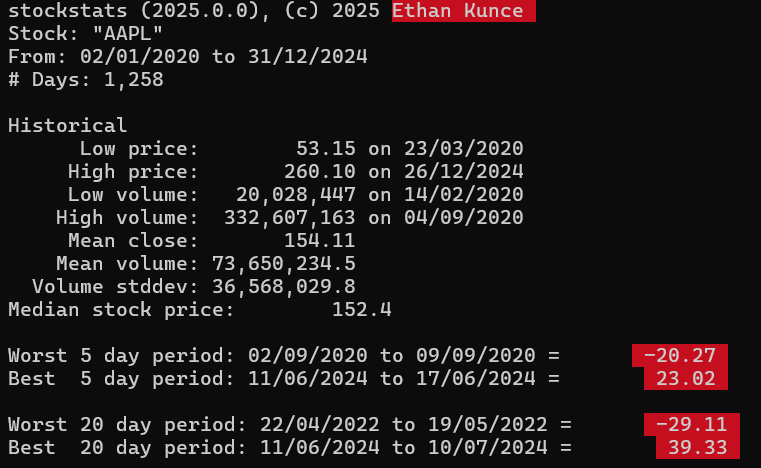 stockstats (2025.0.0), (c) 2025 Ethan Kunce
Stock: "AAPL"
From: 02/01/2020 to 31/12/2024
# Days: 1,258
Historical
Low price: 53.15 on 23/03/2020
High price: 260.10 on 26/12/2024
Low volume: 20,028,447 on 14/02/2020
High volume: 332,607,163 on 04/09/2020
Mean close: 154.11
Mean volume: 73,650,234.5
Volume stddev: 36,568,029.8
Median stock price: 152.4
Worst 5 day period: 02/09/2020 to 09/09/2020 = -20.27
Best 5 day period: 11/06/2024 to 17/06/2024 = 23.02
Worst 20 day period: 22/04/2022 to 19/05/2022 = -29.11
Best 20 day period: 11/06/2024 to 10/07/2024 = 39.33